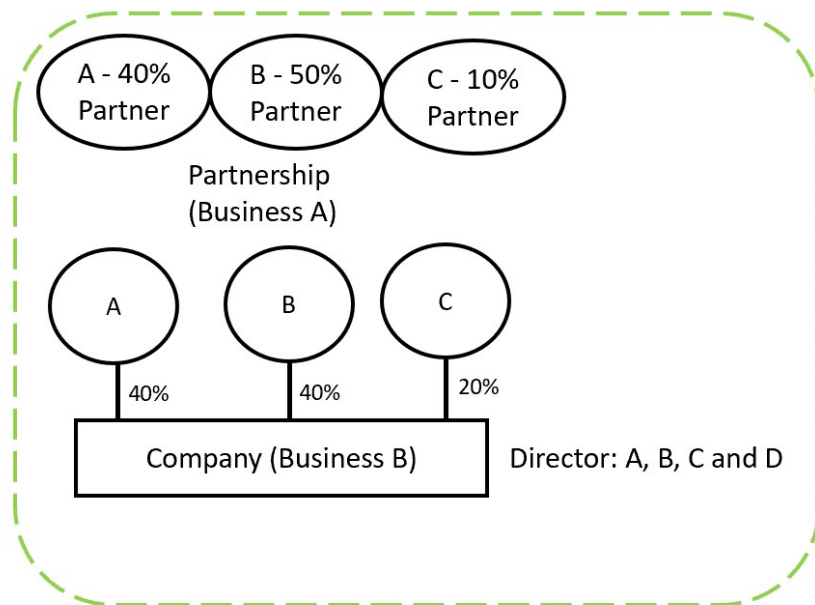 A - 40%
Partner
B - 50%
Partner
C - 10%
Partner
Partnership
(Business A)
A
B
C
40%
40%
20%
Company (Business B)
Director: A, B, C and D